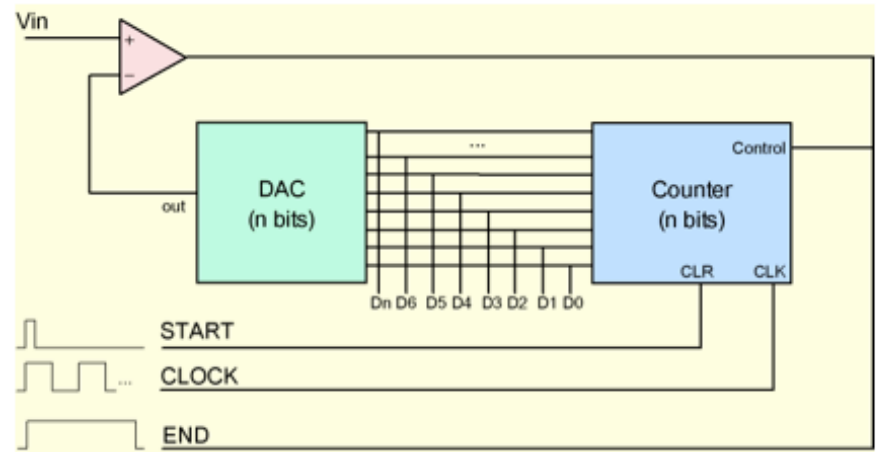 Vin
+
−
...
Control
DAC
(n bits)
Counter
(n bits)
out
CLR CLK
Dn D6 D5 D4 D3 D2 D1 D0
START
... CLOCK
END